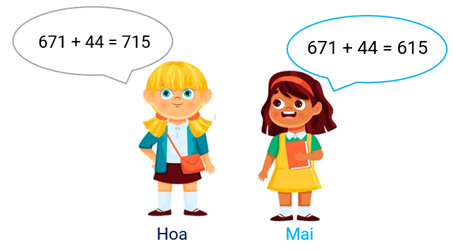 671 + 44 = 715
671 + 44 = 615
Hoa
Mai